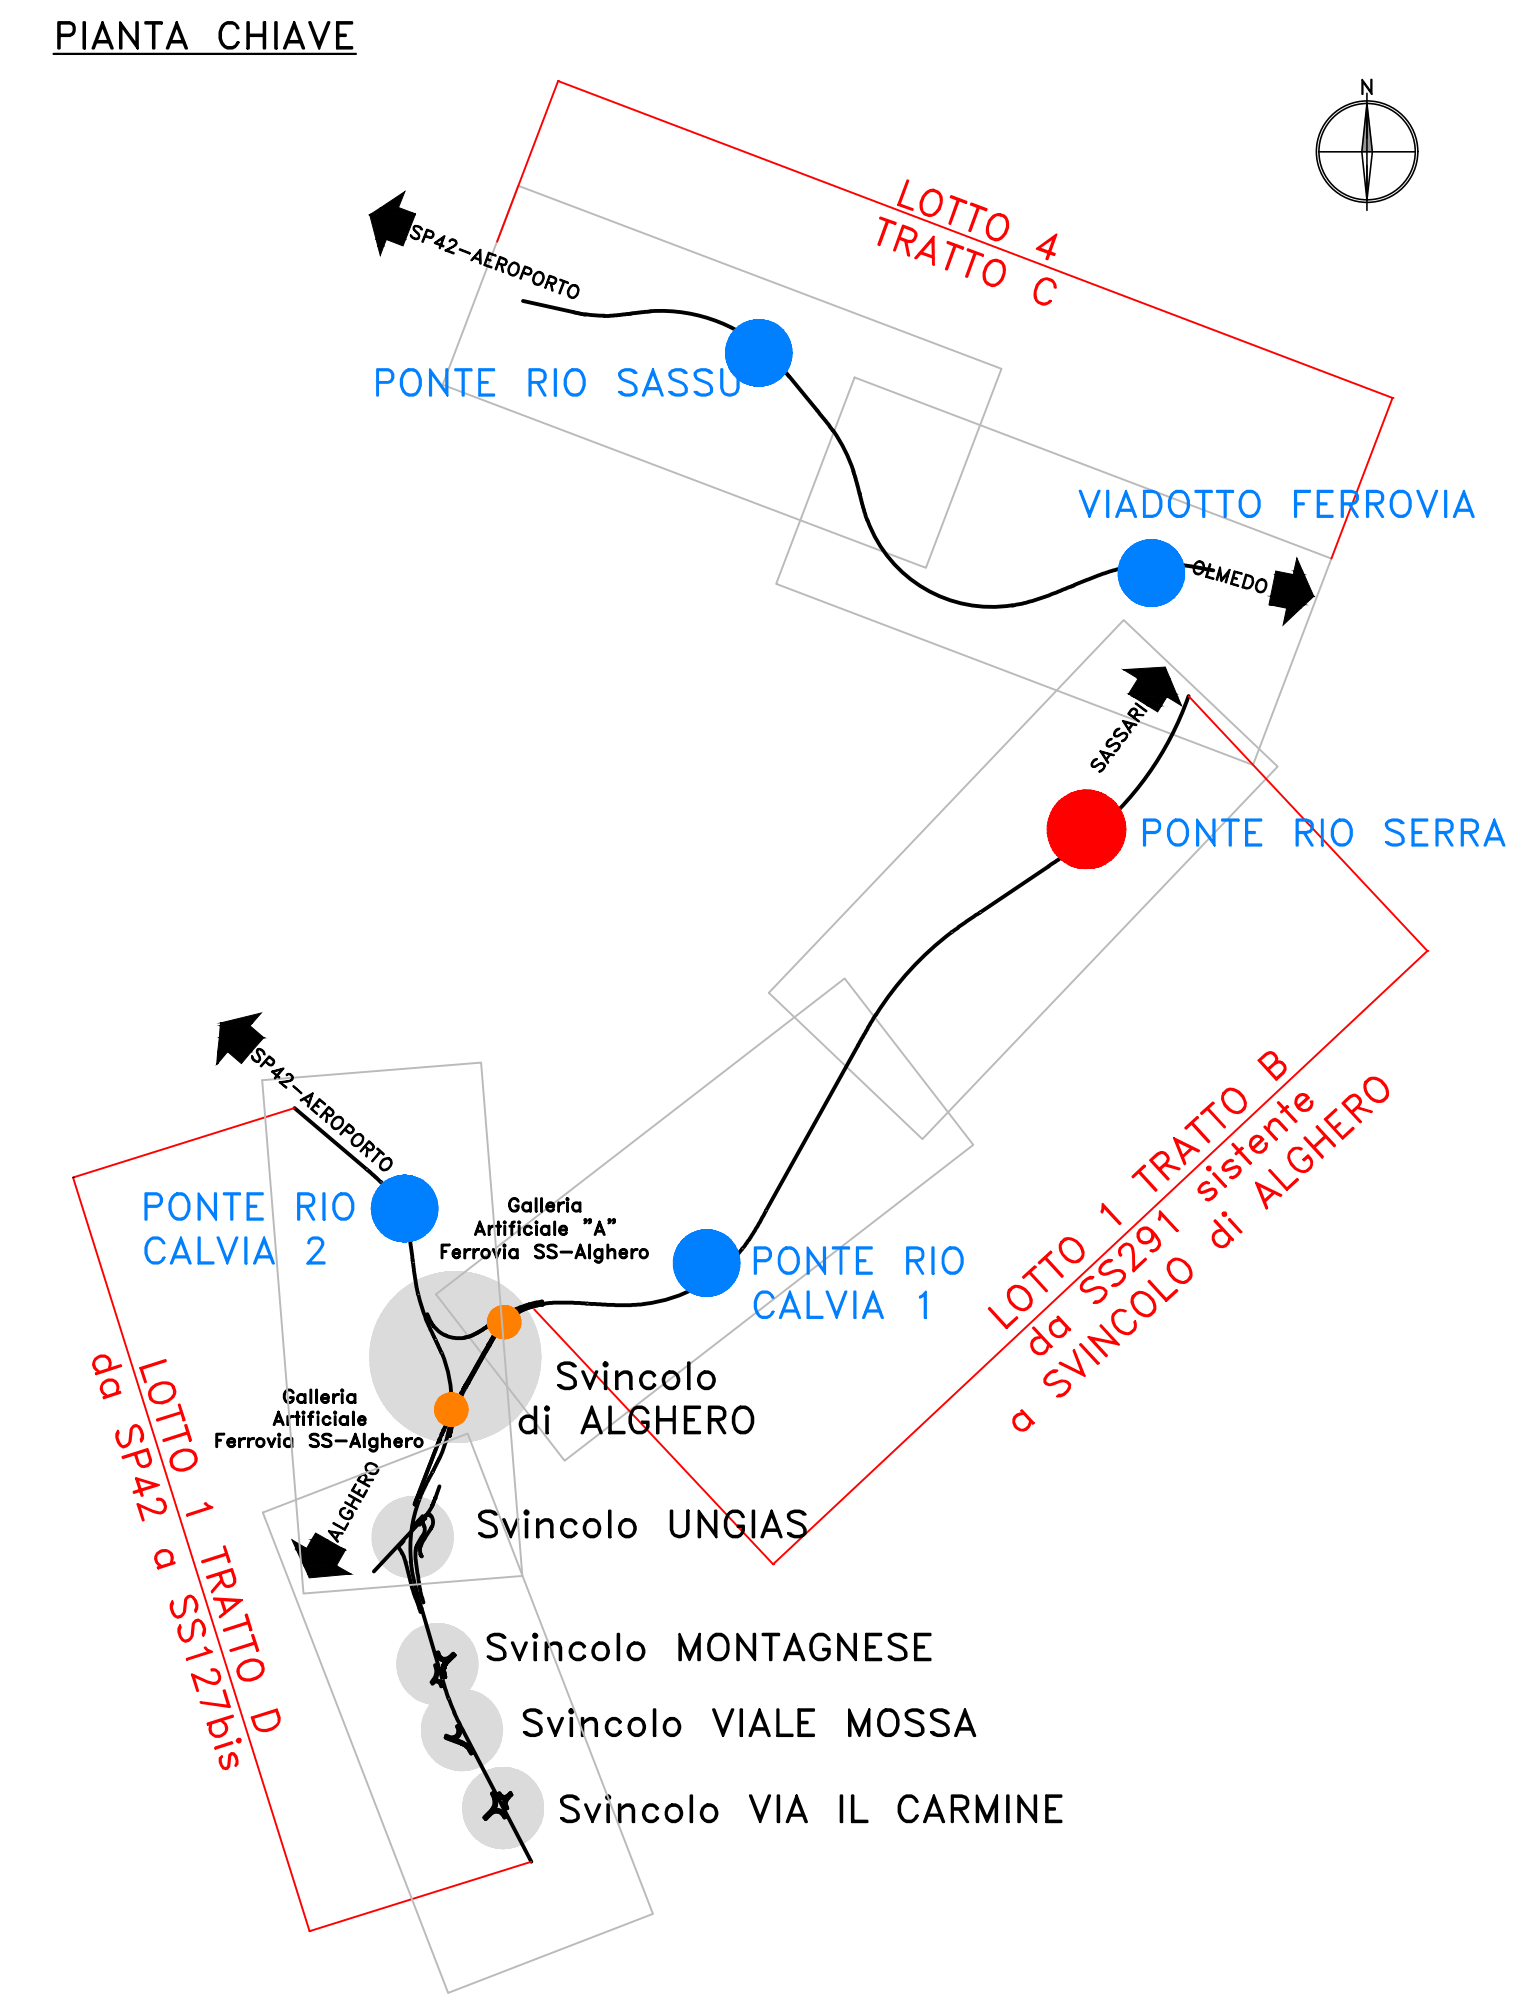 PIANTA CHIAVE
N
LOTTO 4
TRATTO C
SP42-AEROPORTO
PONTE RIO SASSU
VIADOTTO FERROVIA
OLMEDO
SASSARI
PONTE RIO SERRA
SP42-AEROPORTO
PONTE RIO
CALVIA 2
Galleria
Artificiale "A"
Ferrovia SS-Alghero
PONTE RIO
CALVIA 1
LOTTO 1 TRATTO B
da SS291 sistente
a SVINCOLO di ALGHERO
Svincolo
di ALGHERO
Galleria
Artificiale
Ferrovia SS-Alghero
LOTTO 1 TRATTO D
da SP42 a SS127bis
ALGHERO
Svincolo UNGIAS
Svincolo MONTAGNESE
Svincolo VIALE MOSSA
Svincolo VIA IL CARMINE